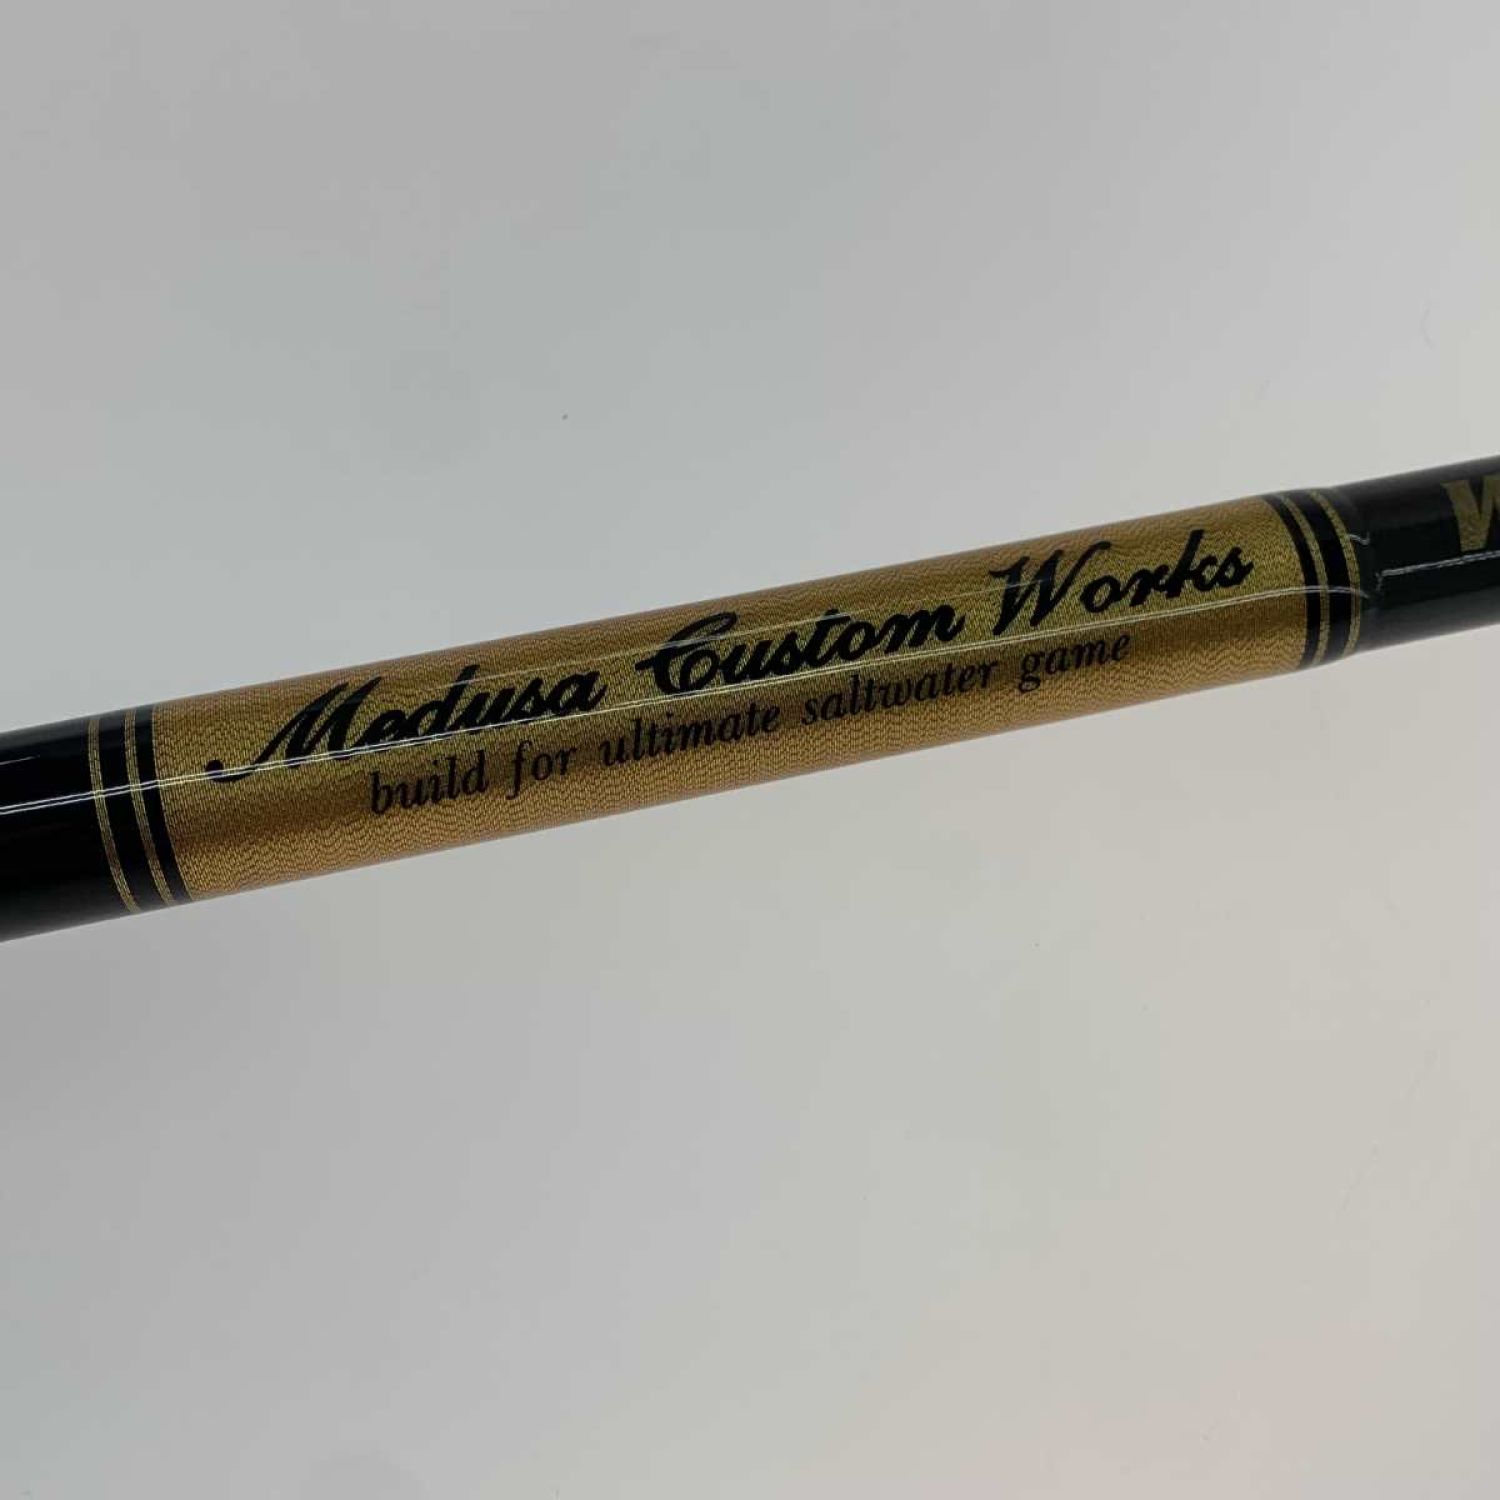 Medusa Custom Works
build for ultimate saltwater game